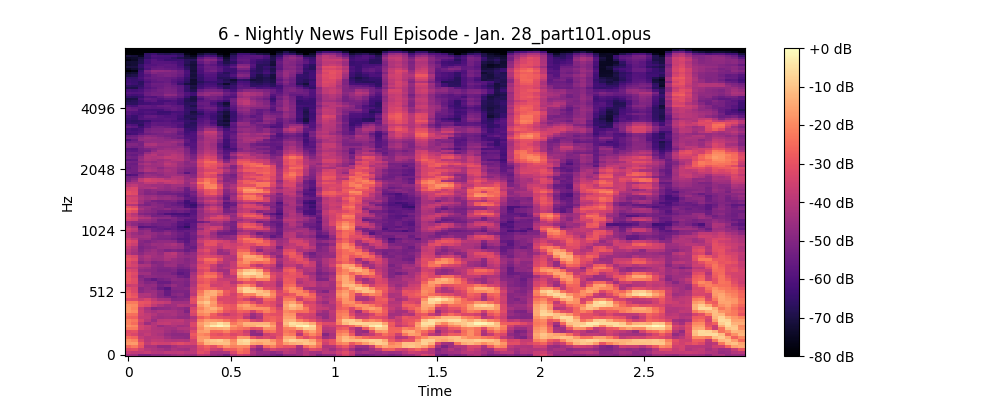 6 - Nightly News Full Episode - Jan. 28_part101.opus
Hz
4096
2048
1024
512
0
0
0.5
1
1.5
2
2.5
Time
+0 dB
-10 dB
-20 dB
-30 dB
-40 dB
-50 dB
-60 dB
-70 dB
-80 dB